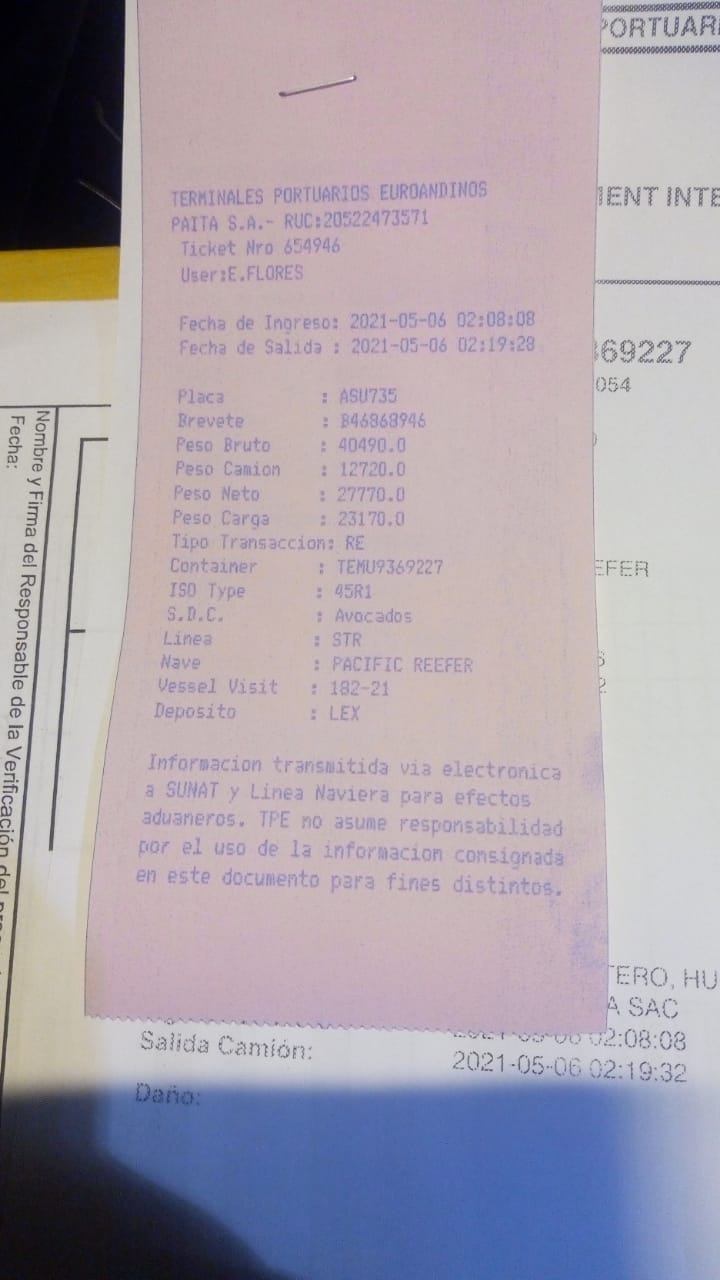 TERMINALES PORTUARIOS EUROANDINOS
PAITA S.A.- RUC:20522473571
Ticket Nro 654946
User:E.FLORES
Fecha de Ingreso: 2021-05-06 02:08:08
Fecha de Salida : 2021-05-06 02:19:28
Placa : ASU735
Brevete : B46868946
Peso Bruto : 40490.0
Peso Camion : 12720.0
Peso Neto : 27770.0
Peso Carga : 23170.0
Tipo Transaccion: RE
Container : TEMU9369227
ISO Type : 45R1
S.D.C. : Avocados
Linea : STR
Nave : PACIFIC REEFER
Vessel Visit : 182-21
Deposito : LEX
Informacion transmitida via electronica
a SUNAT y Linea Naviera para efectos
aduaneros. TPE no asume responsabilidad
por el uso de la informacion consignada
en este documento para fines distintos.
PORTUARI
MENT INTE
369227
054
EFER
TERO, HU
A SAC
02:08:08
Salida Camión: 2021-05-06 02:19:32
Daño:
Nombre y Firma del Responsable de la Verificación del
Fecha: